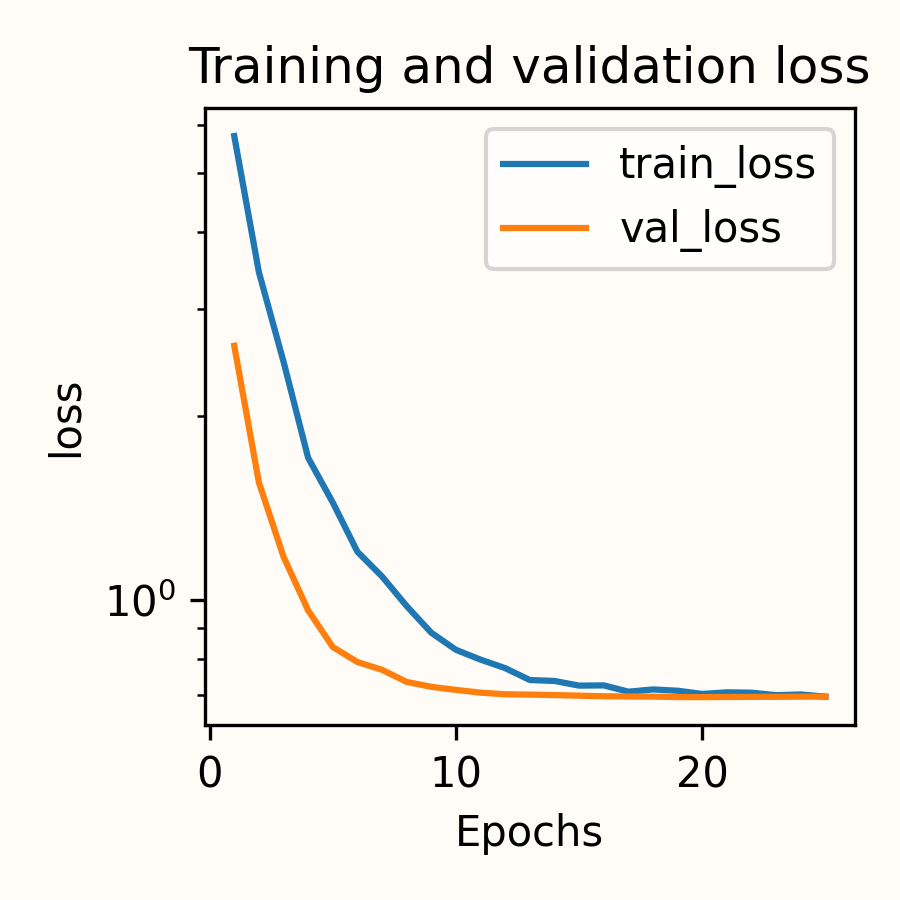 Training and validation loss
train_loss
val_loss
loss
10⁰
0 10 20
Epochs